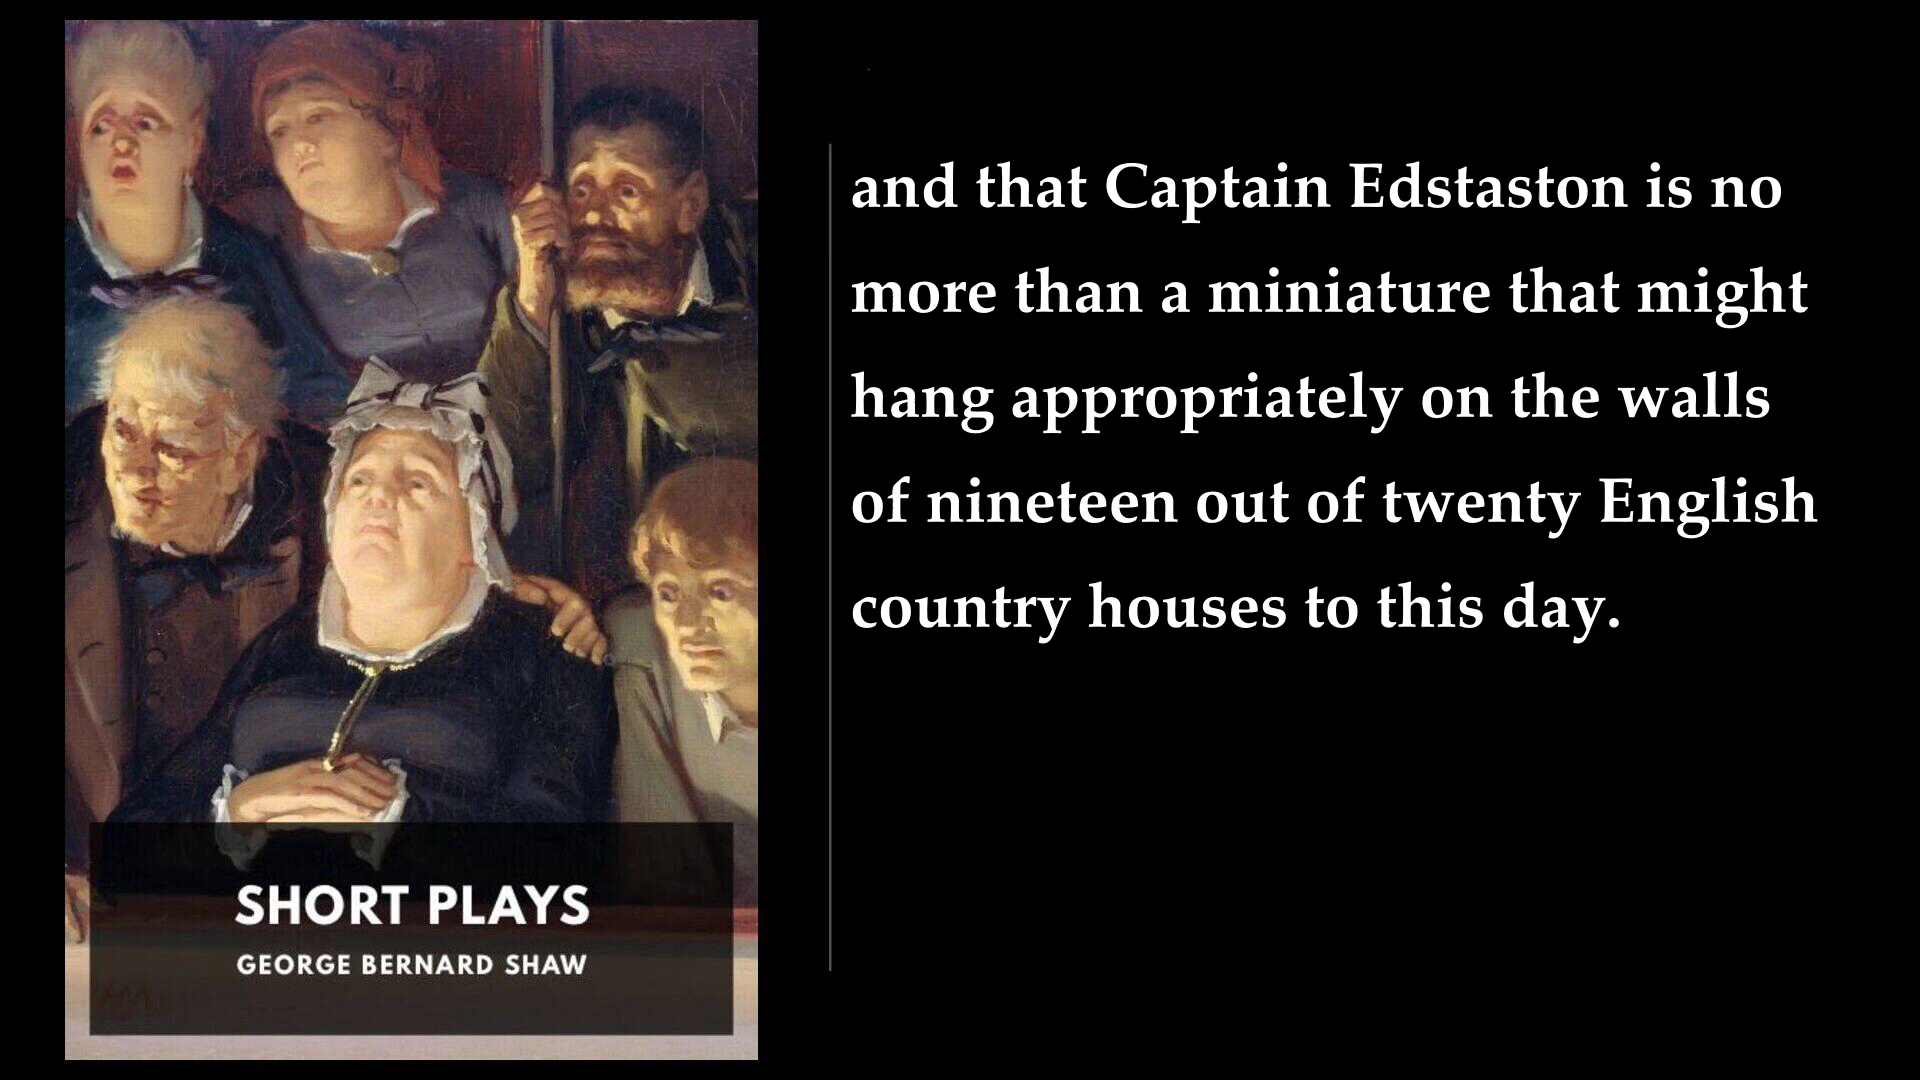 and that Captain Edstaston is no
more than a miniature that might
hang appropriately on the walls
of nineteen out of twenty English
country houses to this day.
SHORT PLAYS
GEORGE BERNARD SHAW